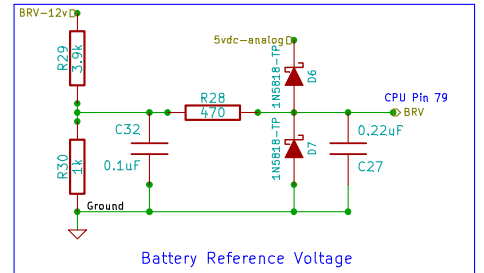 BRV-12v
5vdc-analog
R29
3.9k
1N5818-TP
D6
CPU Pin 79
BRV
R28
470
C32
0.1uF
R30
1k
1N5818-TP
D7
0.22uF
C27
Ground
Battery Reference Voltage